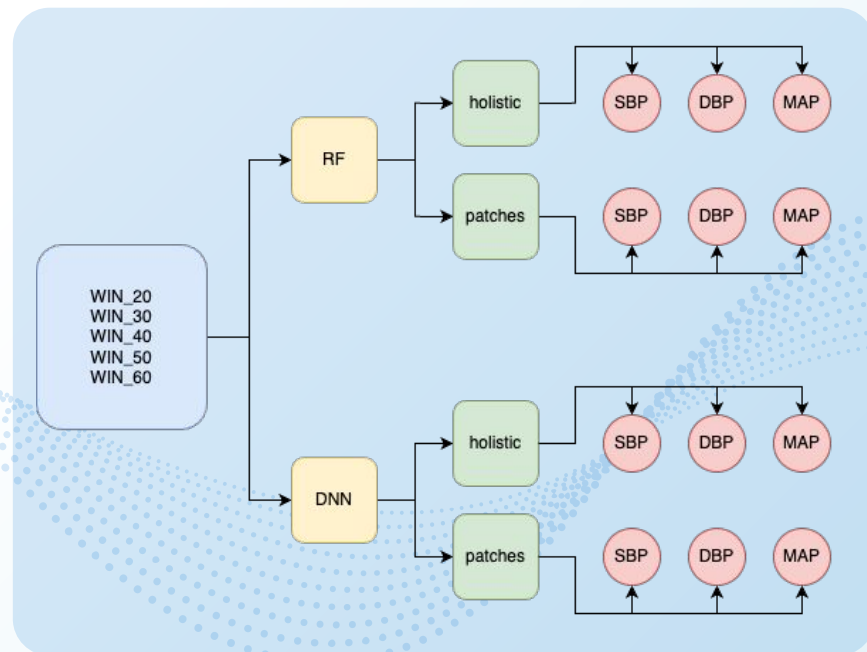 WIN_20
WIN_30
WIN_40
WIN_50
WIN_60
RF
holistic
SBP
DBP
MAP
patches
SBP
DBP
MAP
DNN
holistic
SBP
DBP
MAP
patches
SBP
DBP
MAP